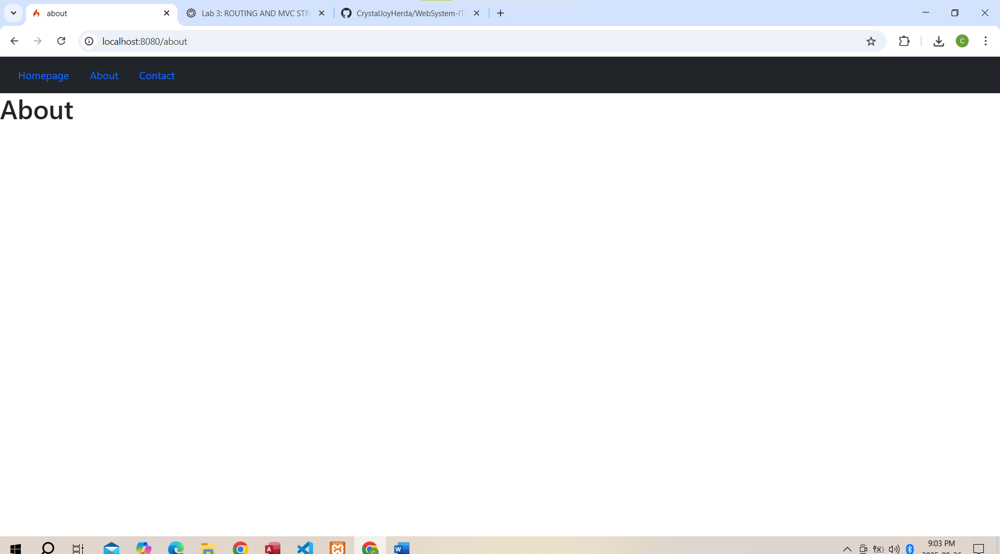 about
Lab 3: ROUTING AND MVC STR
CrystalJoyHerda/WebSystem-IT
localhost:8080/about
C
Homepage
About
Contact
About
9:03 PM